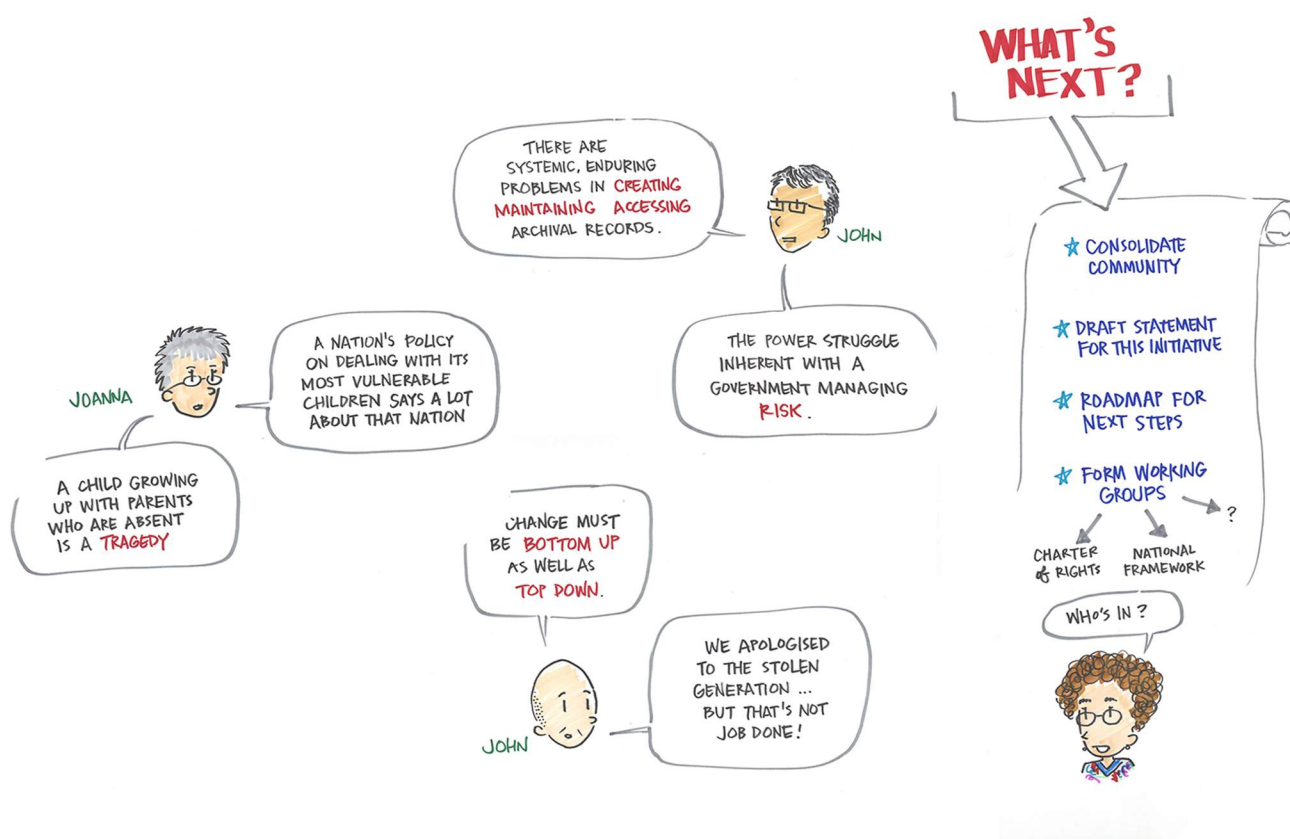 WHAT'S
NEXT?
THERE ARE
SYSTEMIC, ENDURING
PROBLEMS IN CREATING
MAINTAINING ACCESSING
ARCHIVAL RECORDS.
JOHN
THE POWER STRUGGLE
INHERENT WITH A
GOVERNMENT MANAGING
RISK.
JOANNA
A NATION'S POLICY
ON DEALING WITH ITS
MOST VULNERABLE
CHILDREN SAYS A LOT
ABOUT THAT NATION
A CHILD GROWING
UP WITH PARENTS
WHO ARE ABSENT
IS A TRAGEDY
CHANGE MUST
BE BOTTOM UP
AS WELL AS
TOP DOWN.
JOHN
WE APOLOGISED
TO THE STOLEN
GENERATION ...
BUT THAT'S NOT
JOB DONE!
CONSOLIDATE
COMMUNITY
DRAFT STATEMENT
FOR THIS INITIATIVE
ROADMAP FOR
NEXT STEPS
FORM WORKING
GROUPS
?
CHARTER
of RIGHTS
NATIONAL
FRAMEWORK
WHO'S IN?